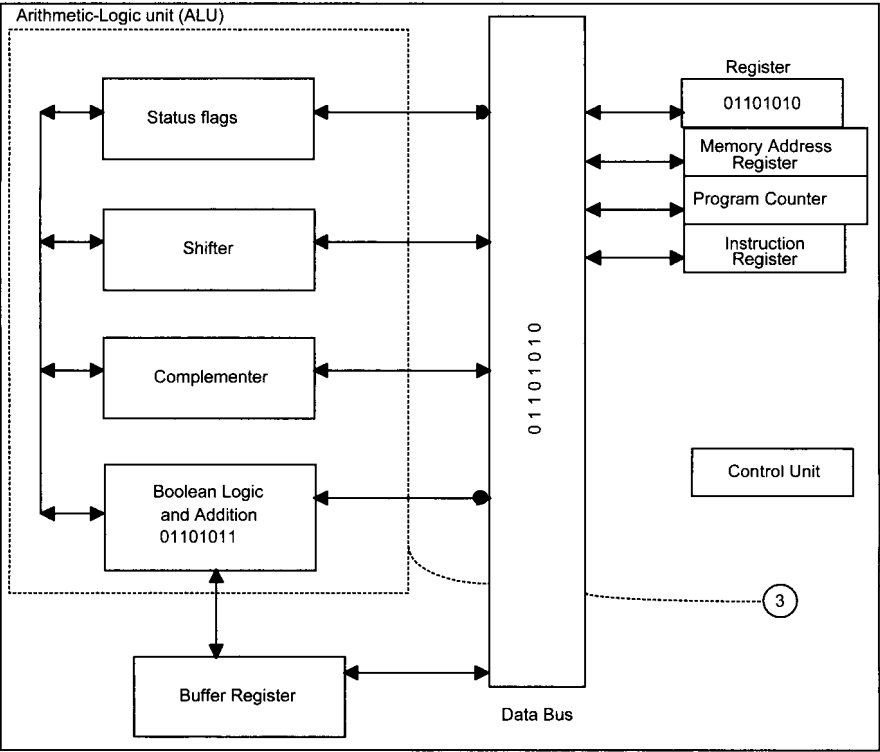 Arithmetic-Logic unit (ALU)
Status flags
Shifter
Complementer
Boolean Logic
and Addition
01101011
Buffer Register
01101010
Data Bus
Register
01101010
Memory Address
Register
Program Counter
Instruction
Register
Control Unit
3